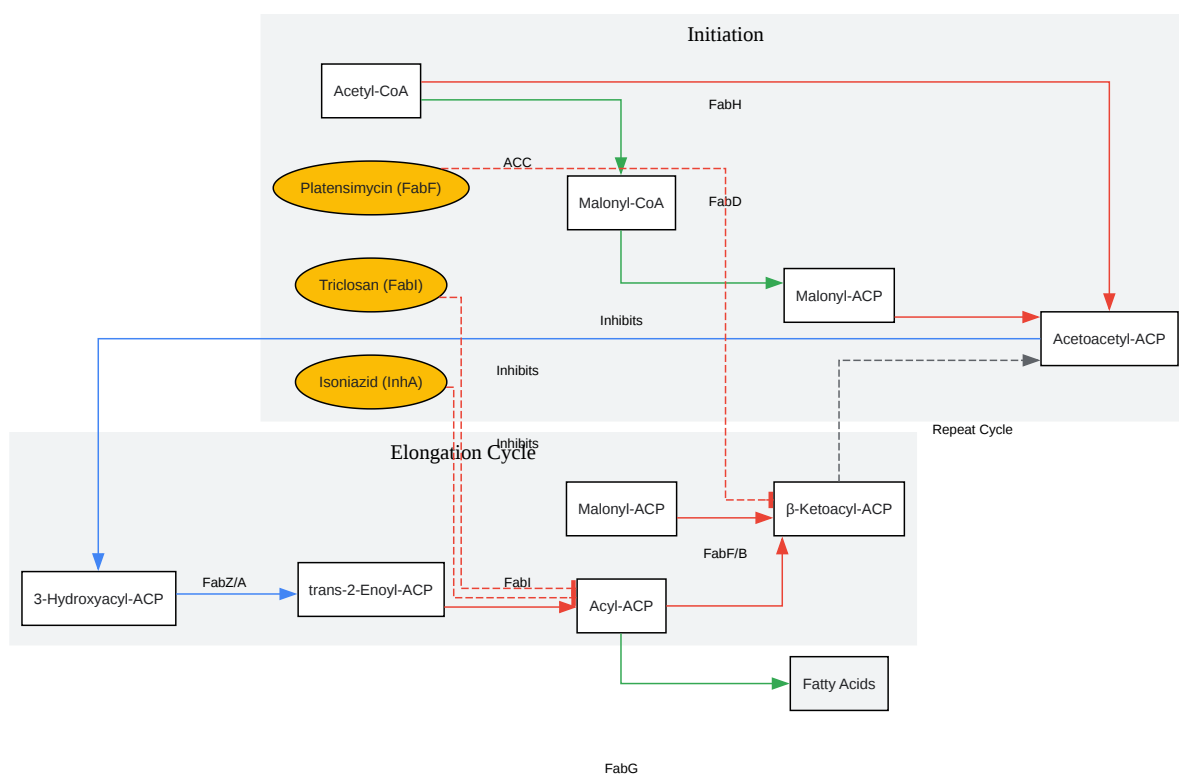 Initiation
Acetyl-CoA
FabH
ACC
Platensimycin (FabF)
Malonyl-CoA
FabD
Triclosan (FabI)
Malonyl-ACP
Inhibits
Acetoacetyl-ACP
Inhibits
Isoniazid (InhA)
Repeat Cycle
Inhibits
Elongation Cycle
Malonyl-ACP
β-Ketoacyl-ACP
FabF/B
FabZ/A
FabI
trans-2-Enoyl-ACP
3-Hydroxyacyl-ACP
Acyl-ACP
Fatty Acids
FabG